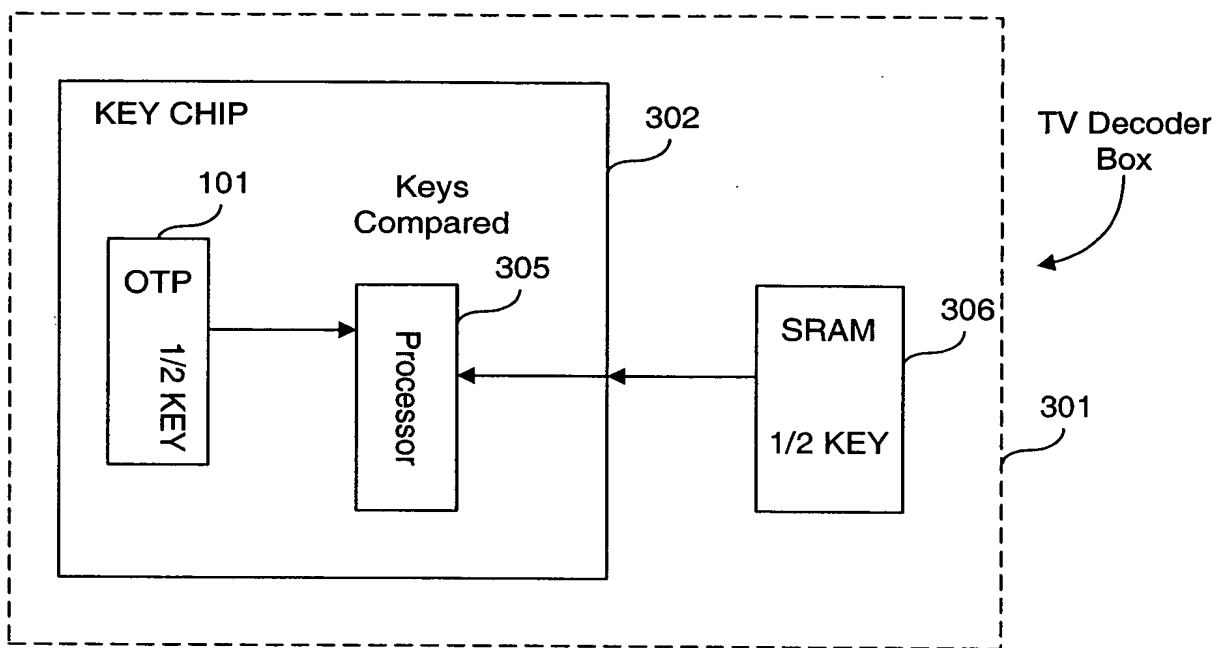 KEY CHIP
302
TV Decoder
Box
101
Keys
Compared
305
OTP
1/2 KEY
Processor
SRAM
306
1/2 KEY
301